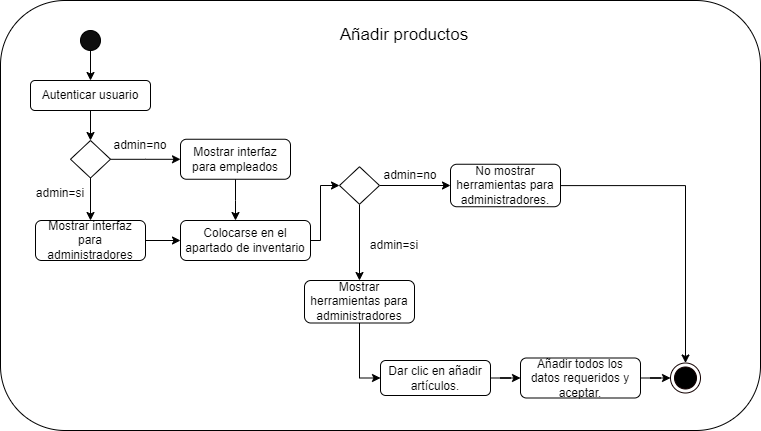 Añadir productos
Autenticar usuario
admin=no
Mostrar interfaz
para empleados
admin=si
Mostrar interfaz
para
administradores
Colocarse en el
apartado de inventario
admin=no
No mostrar
herramientas para
administradores.
admin=si
Mostrar
herramientas para
administradores
Dar clic en añadir
artículos.
Añadir todos los
datos requeridos y
aceptar.